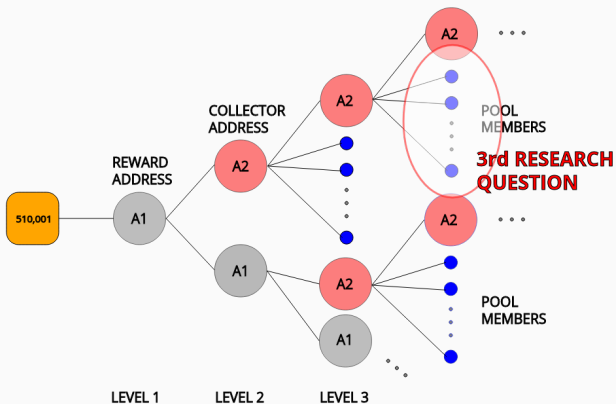 A2
COLLECTOR
ADDRESS
A2
POOL
MEMBERS
REWARD
ADDRESS
A2
3rd RESEARCH
QUESTION
510,001
A1
A2
A1
A2
POOL
MEMBERS
A1
LEVEL 1
LEVEL 2
LEVEL 3